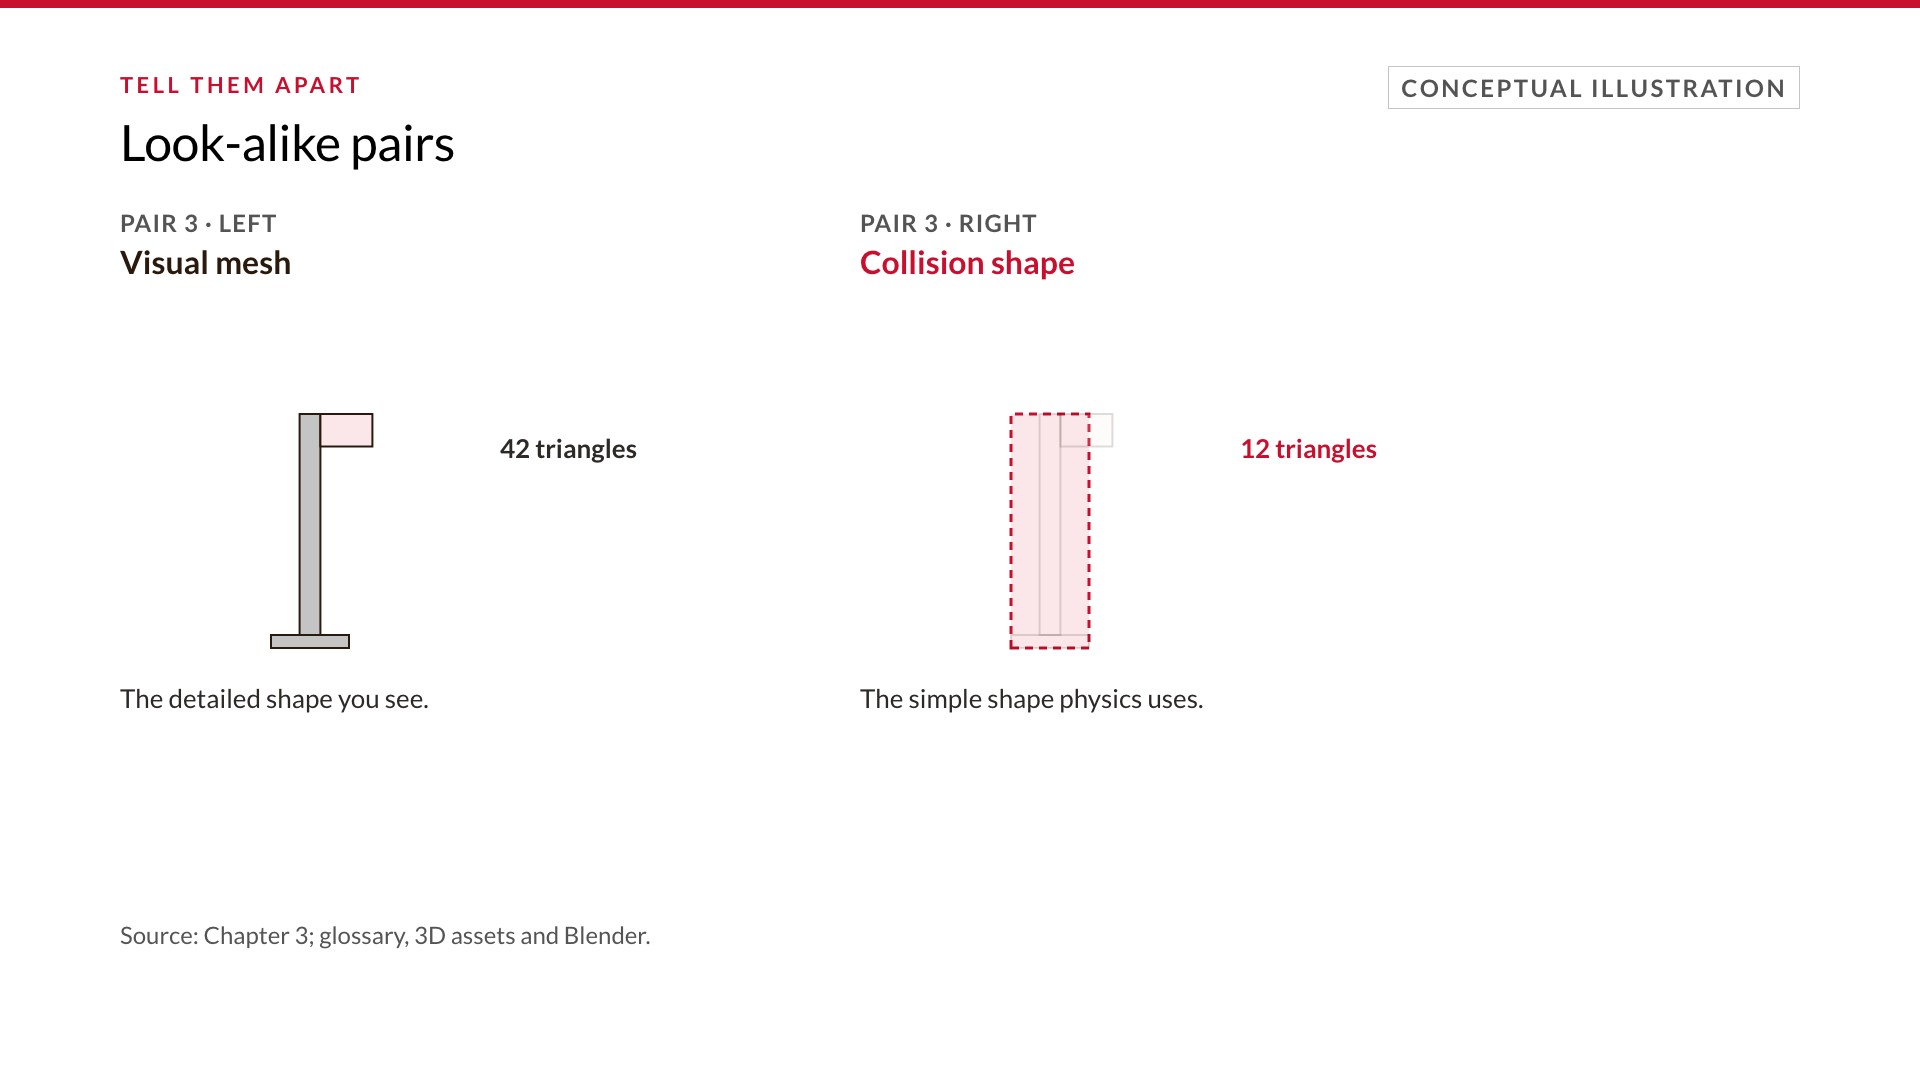 TELL THEM APART
CONCEPTUAL ILLUSTRATION
Look-alike pairs
PAIR 3 · LEFT
Visual mesh
42 triangles
The detailed shape you see.
PAIR 3 · RIGHT
Collision shape
12 triangles
The simple shape physics uses.
Source: Chapter 3; glossary, 3D assets and Blender.